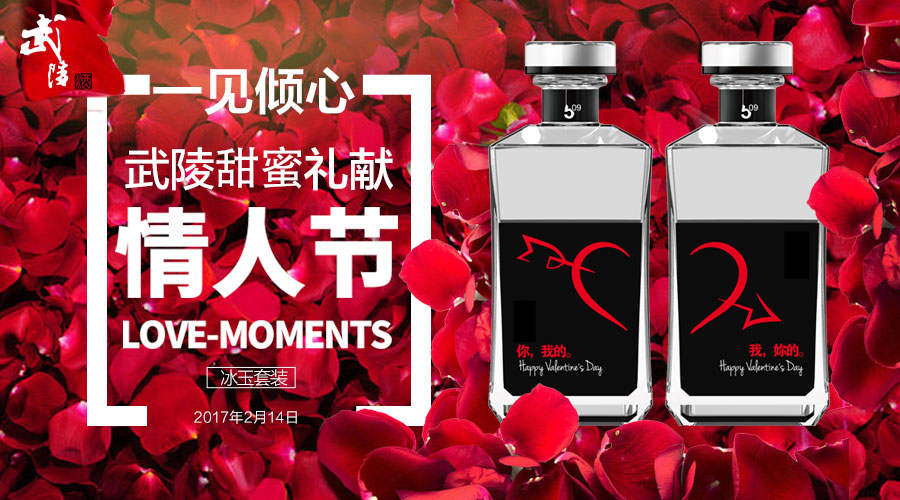 武陵
一见倾心
武陵甜蜜礼献
情人节
LOVE-MOMENTS
冰玉套装
2017年2月14日
509
你，我的。
Happy Valentine's Day
509
我，妳的。
Happy Valentine's Day